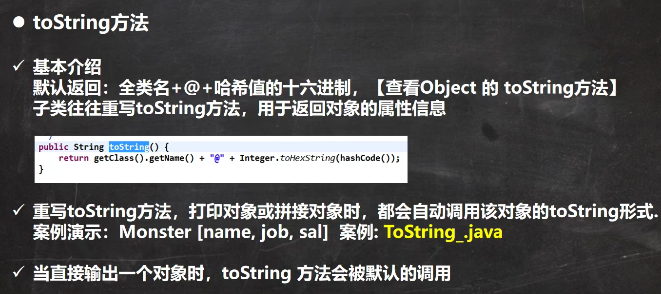 ● toString方法
✓ 基本介绍
默认返回：全类名+@+哈希值的十六进制，【查看Object 的 toString方法】
子类往往重写toString方法，用于返回对象的属性信息
public String toString() {
return getClass().getName() + "@" + Integer.toHexString(hashCode());
}
✓ 重写toString方法，打印对象或拼接对象时，都会自动调用该对象的toString形式.
案例演示：Monster [name, job, sal] 案例: ToString_.java
✓ 当直接输出一个对象时，toString 方法会被默认的调用